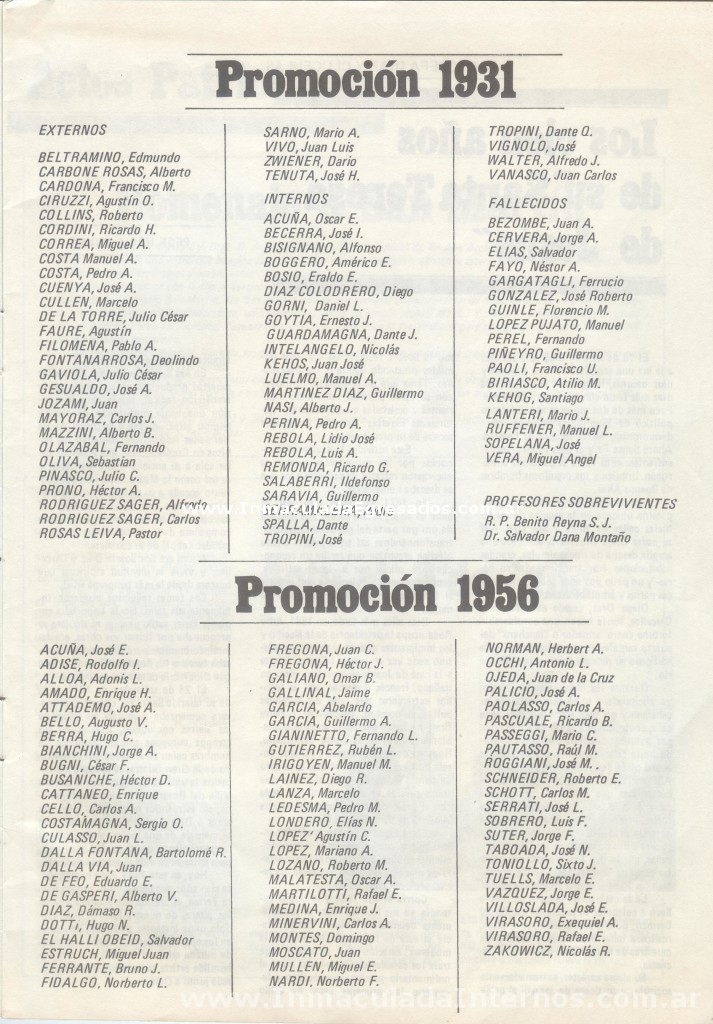 Promoción 1931
EXTERNOS
BELTRAMINO, Edmundo
CARBONE ROSAS, Alberto
CARDONA, Francisco M.
CIRUZZI, Agustín O.
COLLINS, Roberto
CORDINI, Ricardo H.
CORREA, Miguel A.
COSTA Manuel A.
COSTA, Pedro A.
CUENYA, José A.
CULLEN, Marcelo
DE LA TORRE, Julio César
FAURE, Agustín
FILOMENA, Pablo A.
FONTANARROSA, Deolindo
GAVIOLA, Julio César
GESUALDO, José A.
JOZAMI, Juan
MAYORAZ, Carlos J.
MAZZINI, Alberto B.
OLAZABAL, Fernando
OLIVA, Sebastian
PINASCO, Julio C.
PRONO, Héctor A.
RODRIGUEZ SAGER, Alfredo
RODRIGUEZ SAGER, Carlos
ROSAS LEIVA, Pastor
SARNO, Mario A.
VIVO, Juan Luis
ZWIENER, Darío
TENUTA, José H.
INTERNOS
ACUÑA, Oscar E.
BECERRA, José I.
BISIGNANO, Alfonso
BOGGERO, Américo E.
BOSIO, Eraldo E.
DIAZ COLODRERO, Diego
GORNI, Daniel L.
GOYTIA, Ernesto J.
GUARDAMAGNA, Dante J.
INTELANGELO, Nicolás
KEHOS, Juan José
LUELMO, Manuel A.
MARTINEZ DIAZ, Guillermo
NASI, Alberto J.
PERINA, Pedro A.
REBOLA, Lidio José
REBOLA, Luis A.
REMONDA, Ricardo G.
SALABERRI, Ildefonso
SARAVIA, Guillermo
SPALLA, Dante
TROPINI, José
TROPINI, Dante Q.
VIGNOLO, José
WALTER, Alfredo J.
VANASCO, Juan Carlos
FALLECIDOS
BEZOMBE, Juan A.
CERVERA, Jorge A.
ELIAS, Salvador
FAYO, Néstor A.
GARGATAGLI, Ferrucio
GONZALEZ, José Roberto
GUINLE, Florencio M.
LOPEZ PUJATO, Manuel
PEREL, Fernando
PIÑEYRO, Guillermo
PAOLI, Francisco U.
BIRIASCO, Atilio M.
KEHOG, Santiago
LANTERI, Mario J.
RUFFENER, Manuel L.
SOPELANA, José
VERA, Miguel Angel
PROFESORES SOBREVIVIENTES
R. P. Benito Reyna S. J.
Dr. Salvador Dana Montaño
Promoción 1956
ACUÑA, José E.
ADISE, Rodolfo I.
ALLOA, Adonis L.
AMADO, Enrique H.
ATTADEMO, José A.
BELLO, Augusto V.
BERRA, Hugo C.
BIANCHINI, Jorge A.
BUGNI, César F.
BUSANICHE, Héctor D.
CATTANEO, Enrique
CELLO, Carlos A.
COSTAMAGNA, Sergio O.
CULASSO, Juan L.
DALLA FONTANA, Bartolomé R.
DALLA VIA, Juan
DE FEO, Eduardo E.
DE GASPERI, Alberto V.
DIAZ, Dámaso R.
DOTTI, Hugo N.
EL HALLI OBEID, Salvador
ESTRUCH, Miguel Juan
FERRANTE, Bruno J.
FIDALGO, Norberto L.
FREGONA, Juan C.
FREGONA, Héctor J.
GALIANO, Omar B.
GALLINAL, Jaime
GARCIA, Abelardo
GARCIA, Guillermo A.
GIANINETTO, Fernando L.
GUTIERREZ, Rubén L.
IRIGOYEN, Manuel M.
LAINEZ, Diego R.
LANZA, Marcelo
LEDESMA, Pedro M.
LONDERO, Elías N.
LOPEZ' Agustín C.
LOPEZ, Mariano A.
LOZANO, Roberto M.
MALATESTA, Oscar A.
MARTILOTTI, Rafael E.
MEDINA, Enrique J.
MINERVINI, Carlos A.
MONTES, Domingo
MOSCATO, Juan
MULLEN, Miguel E.
NARDI, Norberto F.
NORMAN, Herbert A.
OCCHI, Antonio L.
OJEDA, Juan de la Cruz
PALICIO, José A.
PAOLASSO, Carlos A.
PASCUALE, Ricardo B.
PASSEGGI, Mario C.
PAUTASSO, Raúl M.
ROGGIANI, José M.
SCHNEIDER, Roberto E.
SCHOTT, Carlos M.
SERRATI, José L.
SOBRERO, Luis F.
SUTER, Jorge F.
TABOADA, José N.
TONIOLLO, Sixto J.
TUELLS, Marcelo E.
VAZQUEZ, Jorge E.
VILLOSLADA, José E.
VIRASORO, Exequiel A.
VIRASORO, Rafael E.
ZAKOWICZ, Nicolás R.
www.InmaculadaInternos.com.ar